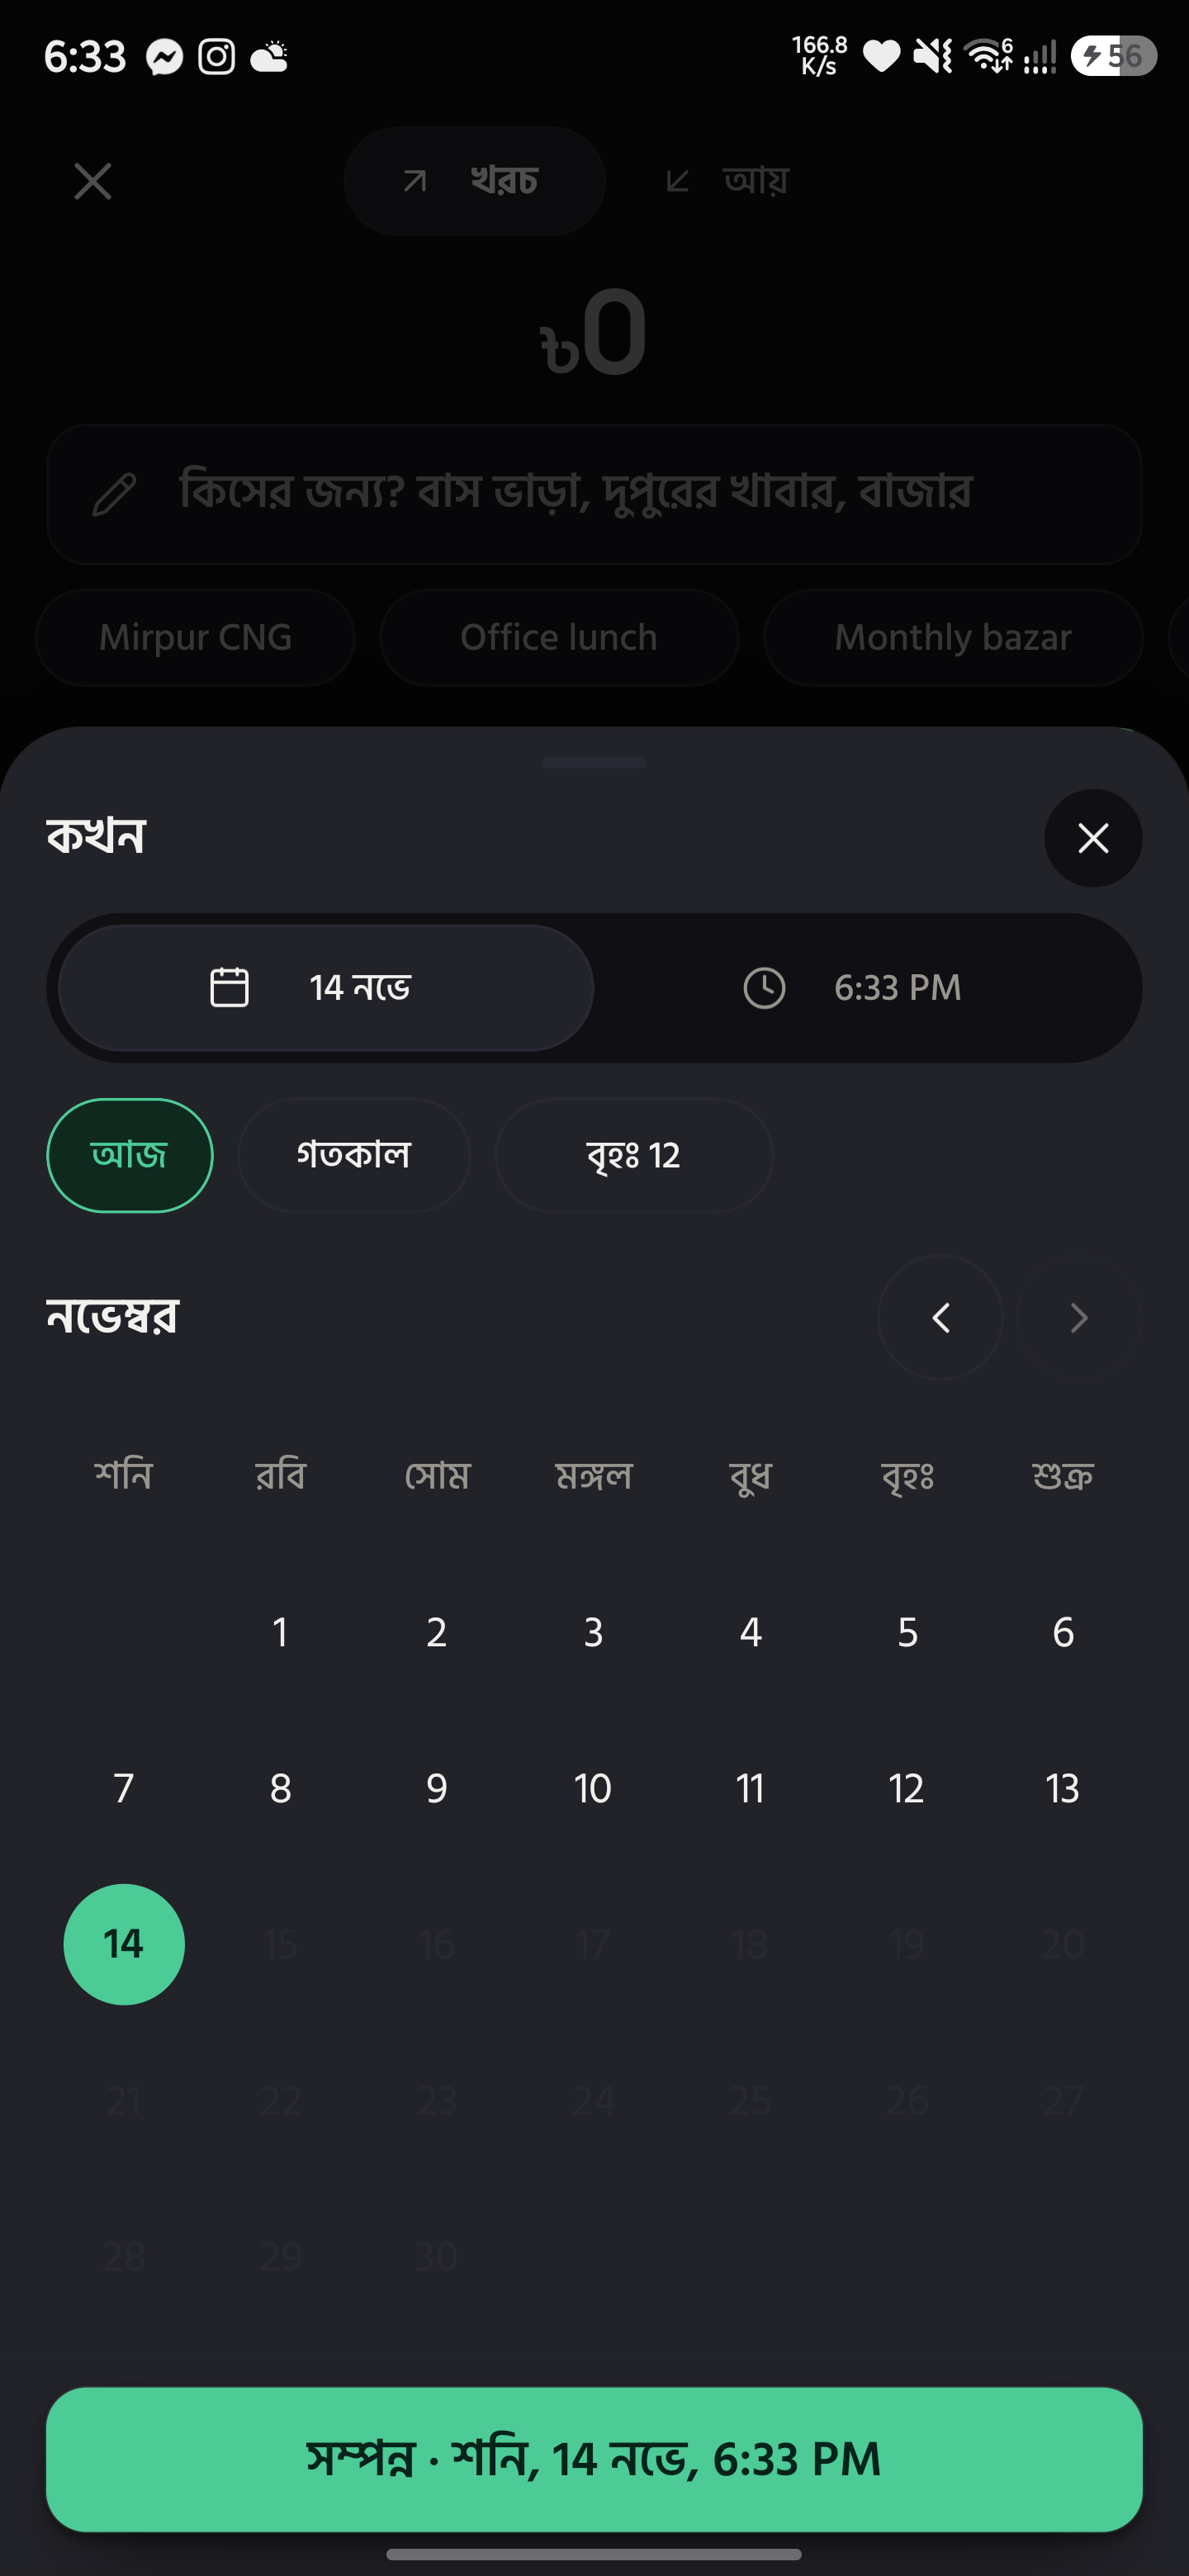 6:33 166.8 K/s 6 56
খরচ আয়
৳0
কিসের জন্য? বাস ভাড়া, দুপুরের খাবার, বাজার
Mirpur CNG Office lunch Monthly bazar
কখন
14 নভে 6:33 PM
আজ গতকাল বৃহঃ 12
নভেম্বর
শনি রবি সোম মঙ্গল বুধ বৃহঃ শুক্র
1 2 3 4 5 6
7 8 9 10 11 12 13
14 15 16 17 18 19 20
21 22 23 24 25 26 27
28 29 30
সম্পন্ন · শনি, 14 নভে, 6:33 PM